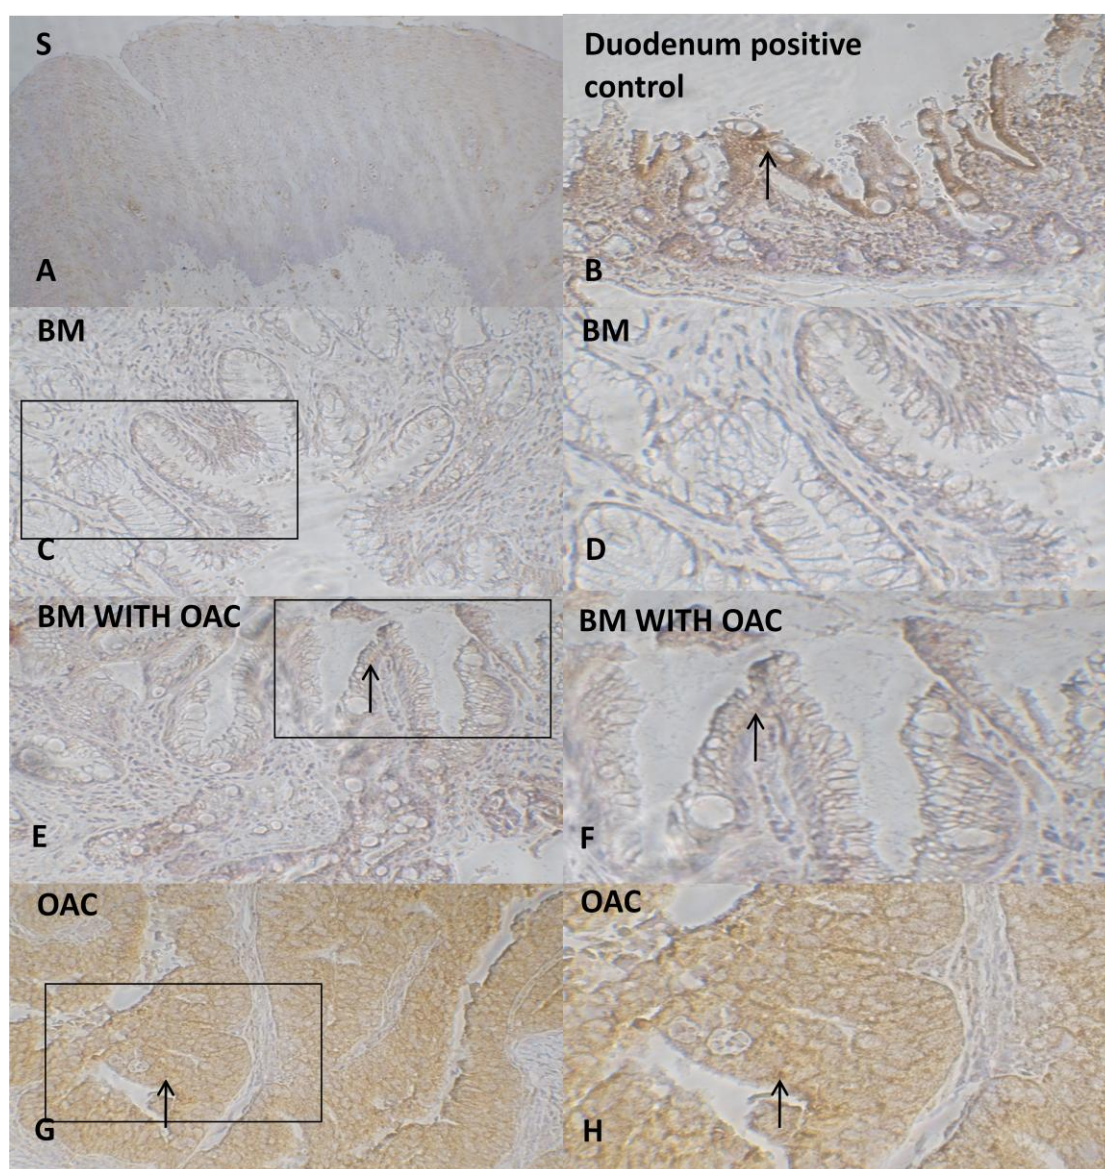 S
A
Duodenum positive
control
B
BM
C
BM
D
BM WITH OAC
E
BM WITH OAC
F
OAC
G
OAC
H